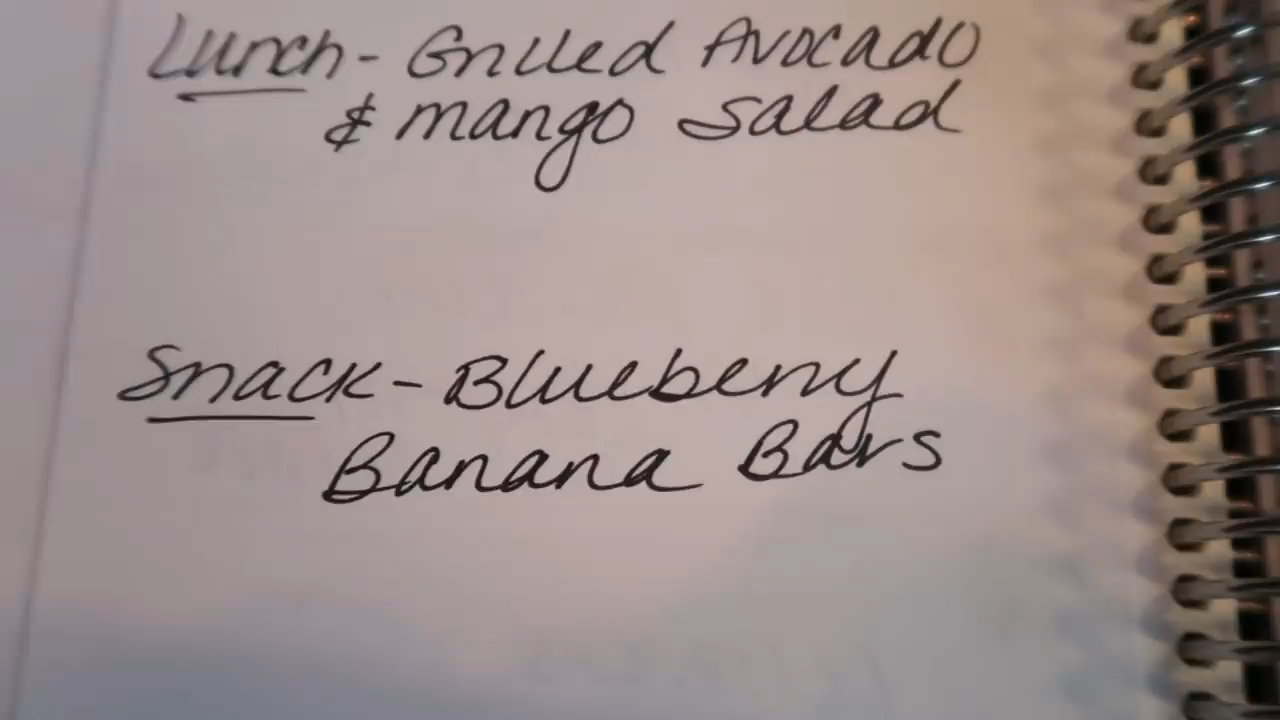 Lunch - Grilled Avocado
& mango salad
Snack - Blueberry
Banana Bars